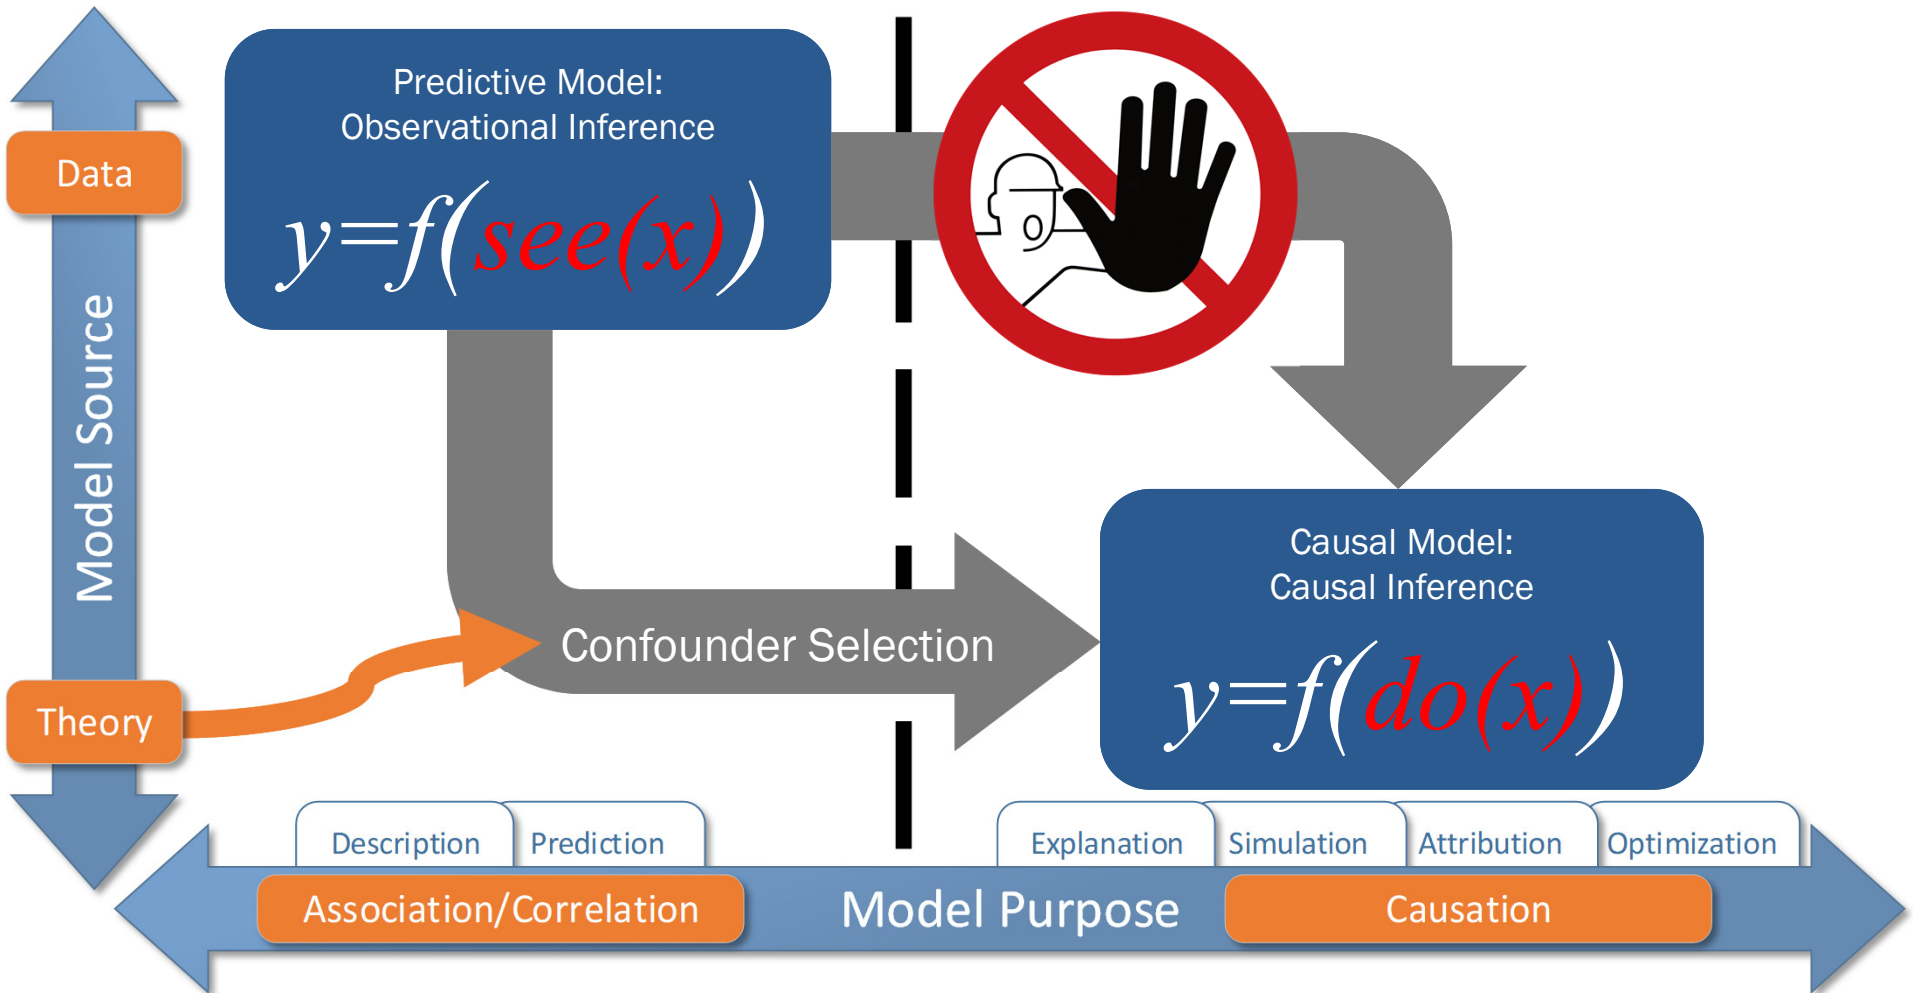 Predictive Model:
Observational Inference
y=f(see(x))
Data
Model Source
Theory
Confounder Selection
Causal Model:
Causal Inference
y=f(do(x))
Description
Prediction
Explanation
Simulation
Attribution
Optimization
Association/Correlation
Model Purpose
Causation